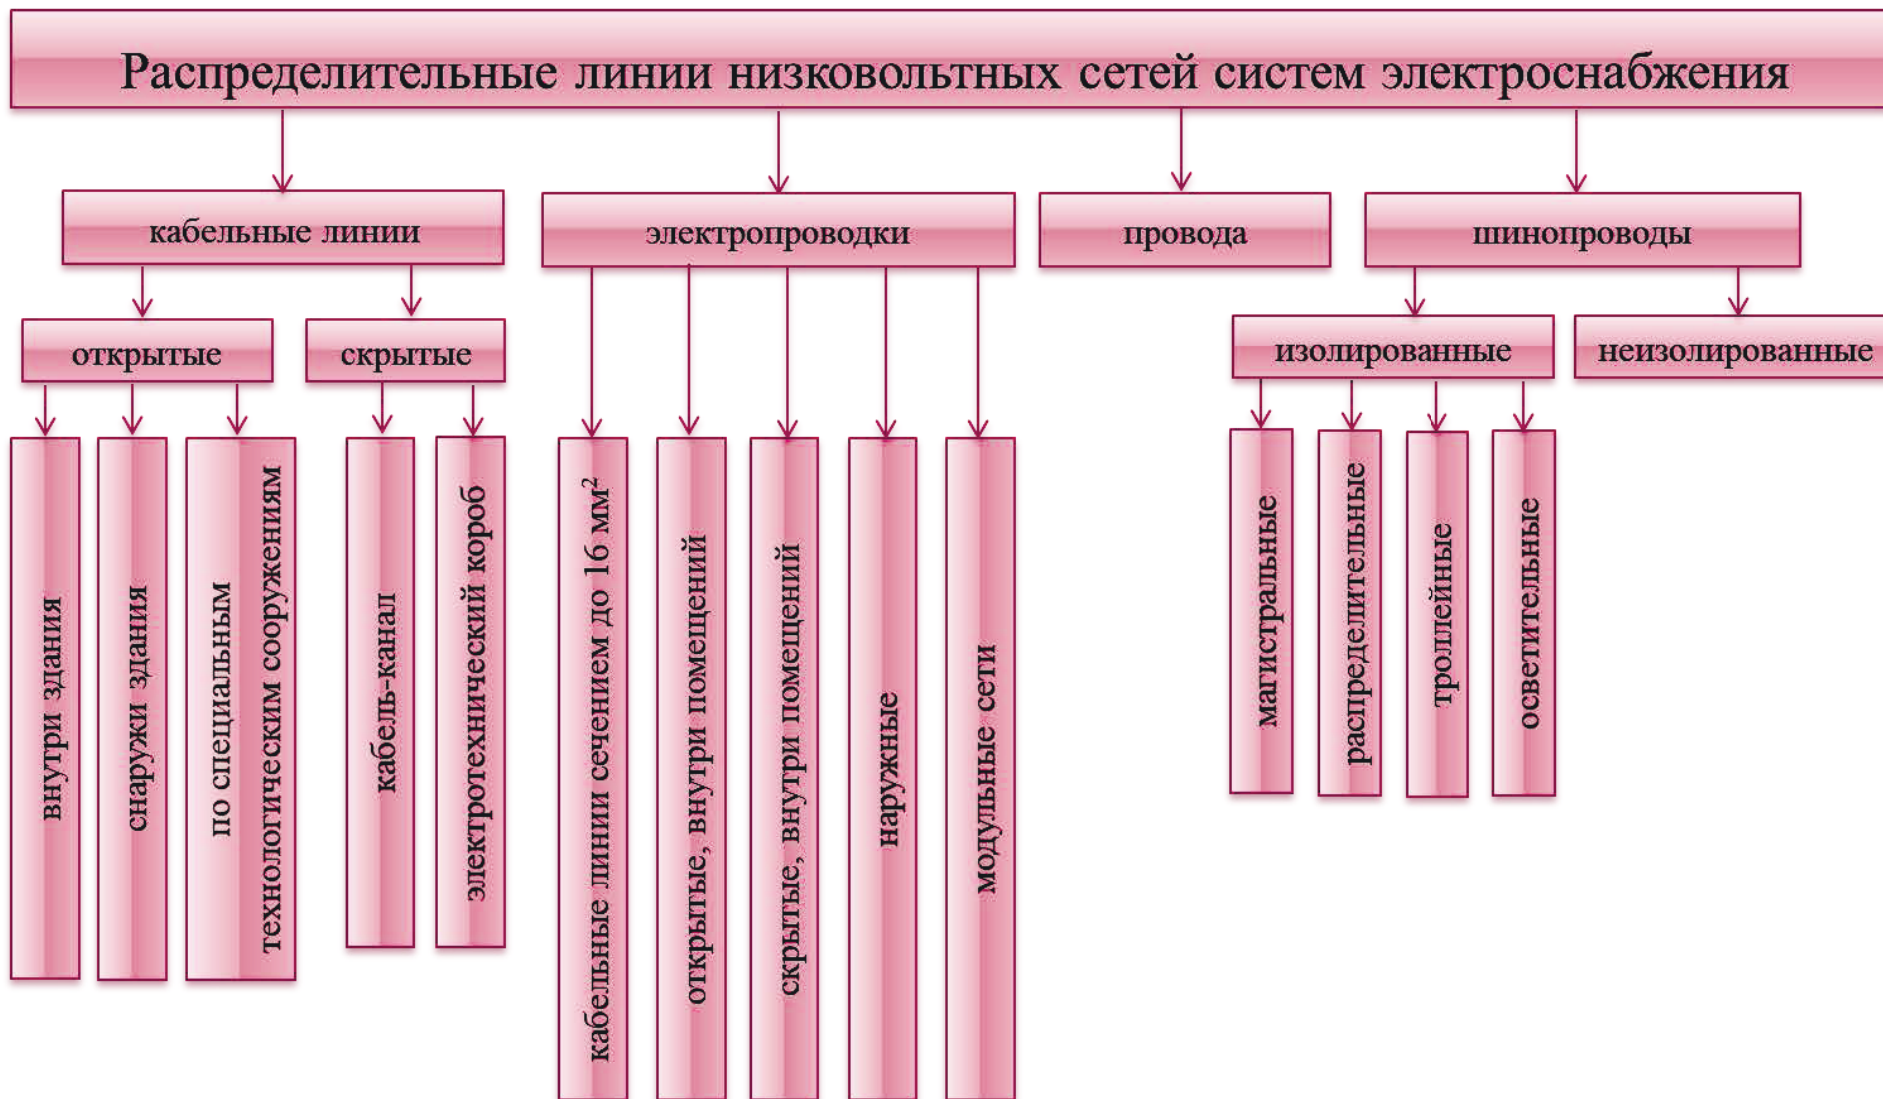 Распределительные линии низковольтных сетей систем электроснабжения
кабельные линии
электропроводки
провода
шинопроводы
открытые
скрытые
изолированные
неизолированные
внутри здания
снаружи здания
по специальным
технологическим сооружениям
кабель-канал
электротехнический короб
кабельные линии сечением до 16 мм²
открытые, внутри помещений
скрытые, внутри помещений
наружные
модульные сети
магистральные
распределительные
троллейные
осветительные